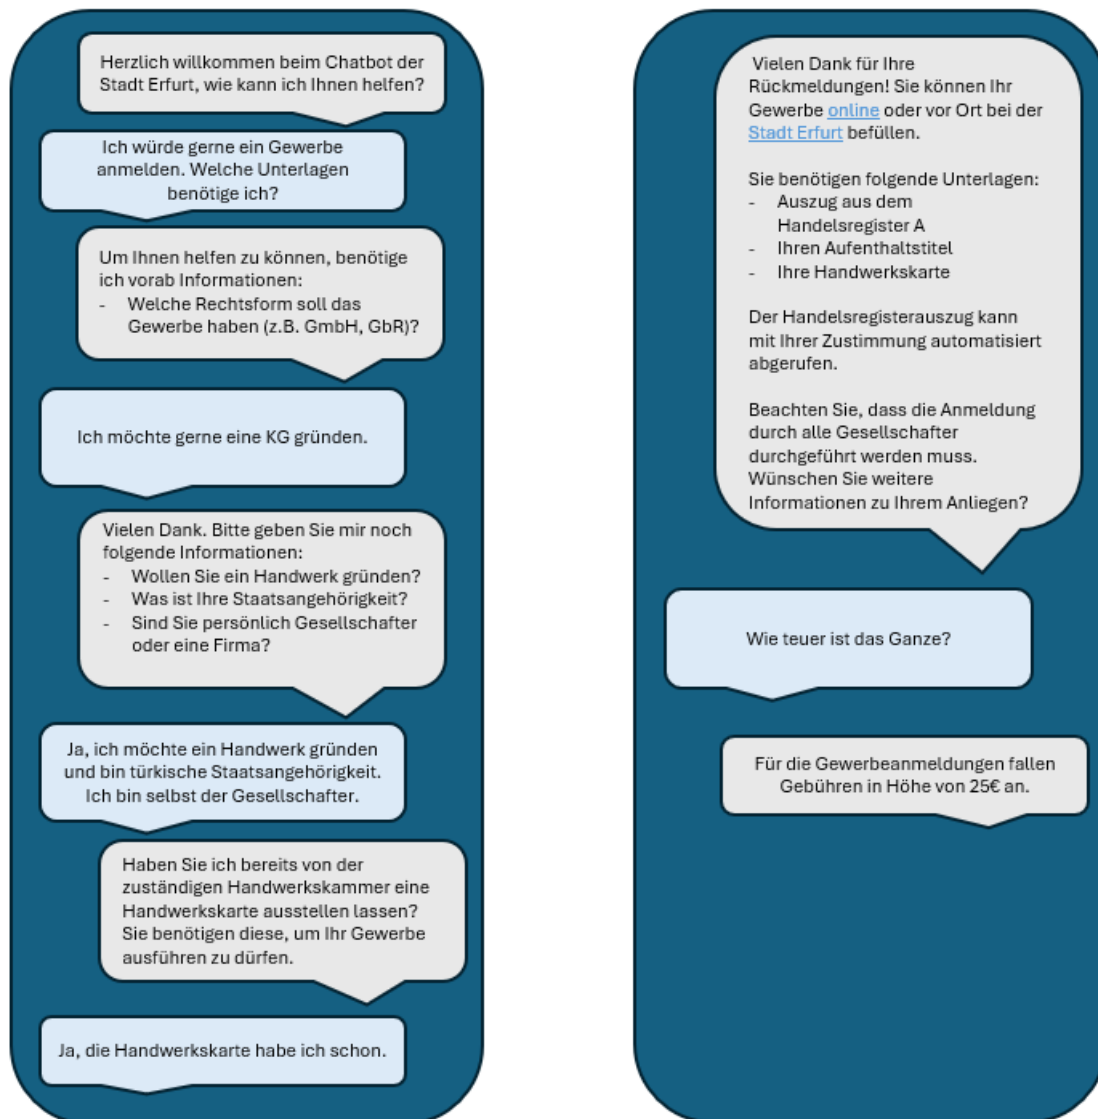 Herzlich willkommen beim Chatbot der
Stadt Erfurt, wie kann ich Ihnen helfen?
Ich würde gerne ein Gewerbe
anmelden. Welche Unterlagen
benötige ich?
Um Ihnen helfen zu können, benötige
ich vorab Informationen:
- Welche Rechtsform soll das
Gewerbe haben (z.B. GmbH, GbR)?
Ich möchte gerne eine KG gründen.
Vielen Dank. Bitte geben Sie mir noch
folgende Informationen:
- Wollen Sie ein Handwerk gründen?
- Was ist Ihre Staatsangehörigkeit?
- Sind Sie persönlich Gesellschafter
oder eine Firma?
Ja, ich möchte ein Handwerk gründen
und bin türkische Staatsangehörigkeit.
Ich bin selbst der Gesellschafter.
Haben Sie ich bereits von der
zuständigen Handwerkskammer eine
Handwerkskarte ausstellen lassen?
Sie benötigen diese, um Ihr Gewerbe
ausführen zu dürfen.
Ja, die Handwerkskarte habe ich schon.
Vielen Dank für Ihre
Rückmeldungen! Sie können Ihr
Gewerbe online oder vor Ort bei der
Stadt Erfurt befüllen.
Sie benötigen folgende Unterlagen:
- Auszug aus dem
Handelsregister A
- Ihren Aufenthaltstitel
- Ihre Handwerkskarte
Der Handelsregisterauszug kann
mit Ihrer Zustimmung automatisiert
abgerufen.
Beachten Sie, dass die Anmeldung
durch alle Gesellschafter
durchgeführt werden muss.
Wünschen Sie weitere
Informationen zu Ihrem Anliegen?
Wie teuer ist das Ganze?
Für die Gewerbeanmeldungen fallen
Gebühren in Höhe von 25€ an.